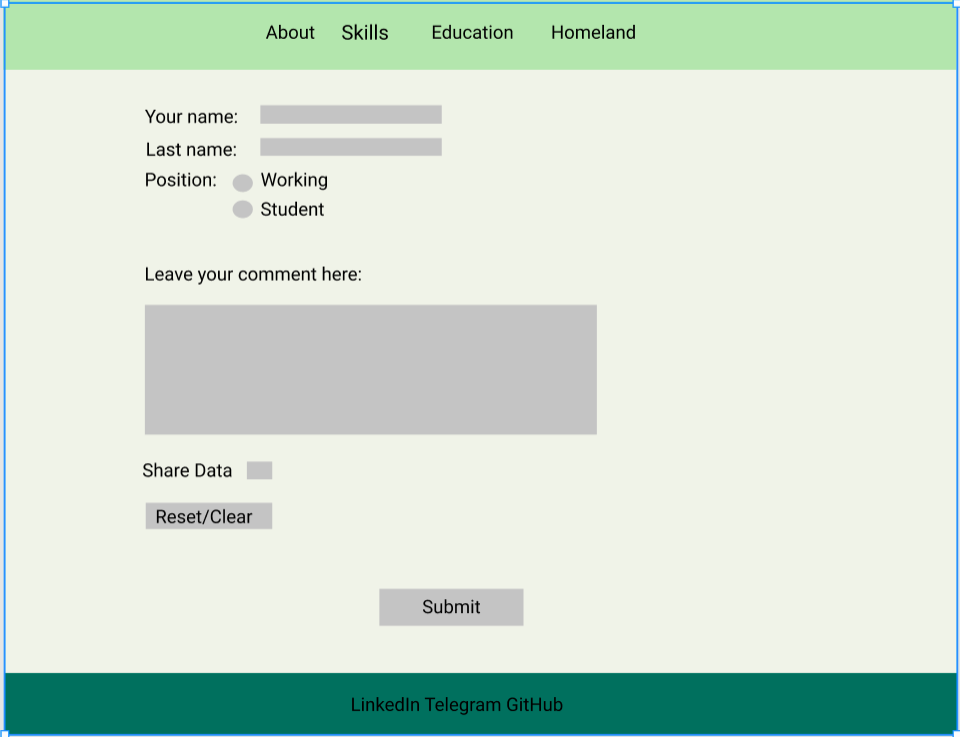 About Skills Education Homeland
Your name:
Last name:
Position: Working
Student
Leave your comment here:
Share Data
Reset/Clear
Submit
LinkedIn Telegram GitHub